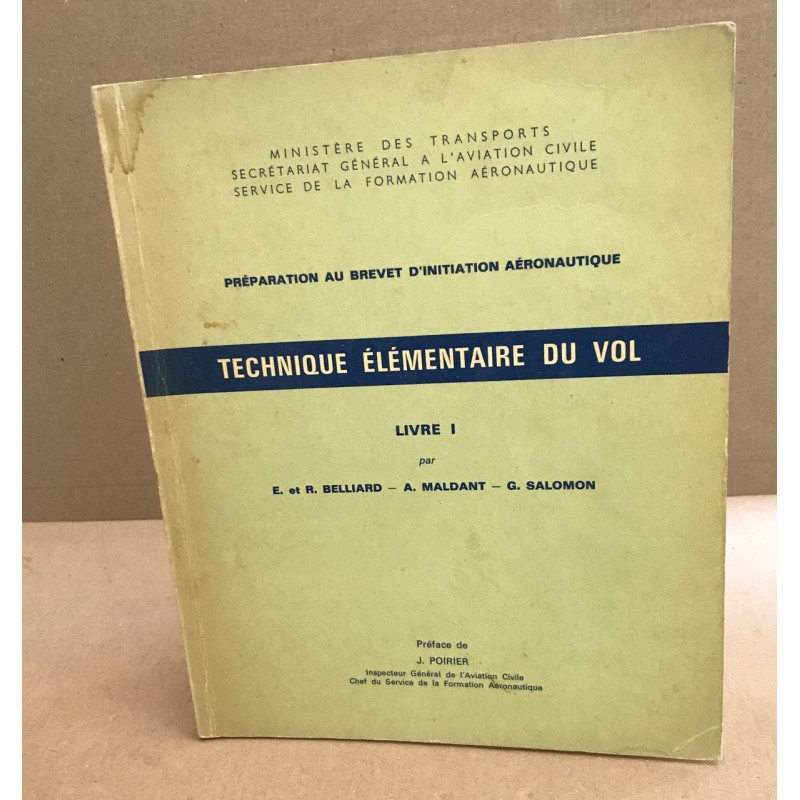 MINISTÈRE DES TRANSPORTS
SECRÉTARIAT GÉNÉRAL A L'AVIATION CIVILE
SERVICE DE LA FORMATION AÉRONAUTIQUE
PRÉPARATION AU BREVET D'INITIATION AÉRONAUTIQUE
TECHNIQUE ÉLÉMENTAIRE DU VOL
LIVRE I
par
E. et R. BELLIARD – A. MALDANT – G. SALOMON
Préface de
J. POIRIER
Inspecteur Général de l'Aviation Civile
Chef du Service de la Formation Aéronautique